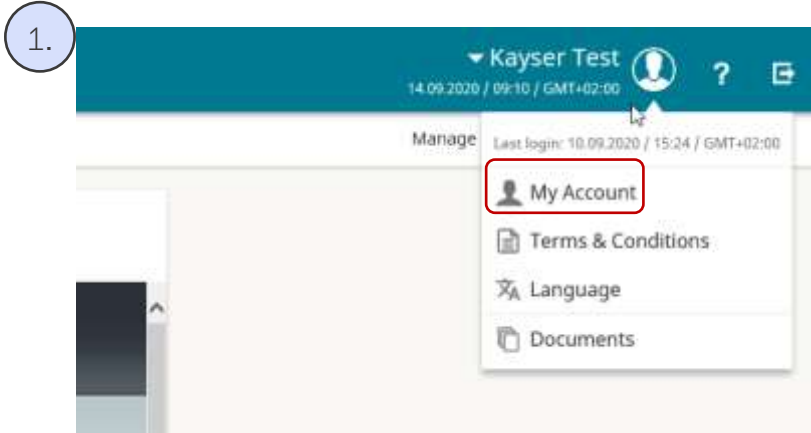 1.
Kayser Test
14.09.2020 / 09:10 / GMT+02:00
?
Manage
Last login: 10.09.2020 / 15:24 / GMT+02:00
My Account
Terms & Conditions
Language
Documents